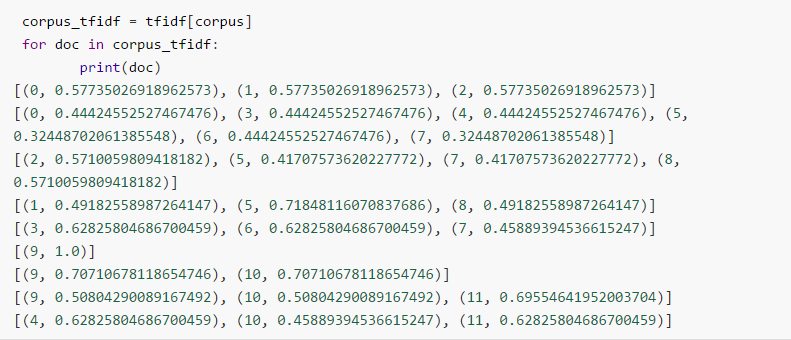 corpus_tfidf = tfidf[corpus]
for doc in corpus_tfidf:
        print(doc)
[(0, 0.57735026918962573), (1, 0.57735026918962573), (2, 0.57735026918962573)]
[(0, 0.44424552527467476), (3, 0.44424552527467476), (4, 0.44424552527467476), (5,
0.32448702061385548), (6, 0.44424552527467476), (7, 0.32448702061385548)]
[(2, 0.5710059809418182), (5, 0.41707573620227772), (7, 0.41707573620227772), (8,
0.5710059809418182)]
[(1, 0.49182558987264147), (5, 0.71848116070837686), (8, 0.49182558987264147)]
[(3, 0.62825804686700459), (6, 0.62825804686700459), (7, 0.45889394536615247)]
[(9, 1.0)]
[(9, 0.70710678118654746), (10, 0.70710678118654746)]
[(9, 0.50804290089167492), (10, 0.50804290089167492), (11, 0.69554641952003704)]
[(4, 0.62825804686700459), (10, 0.45889394536615247), (11, 0.62825804686700459)]